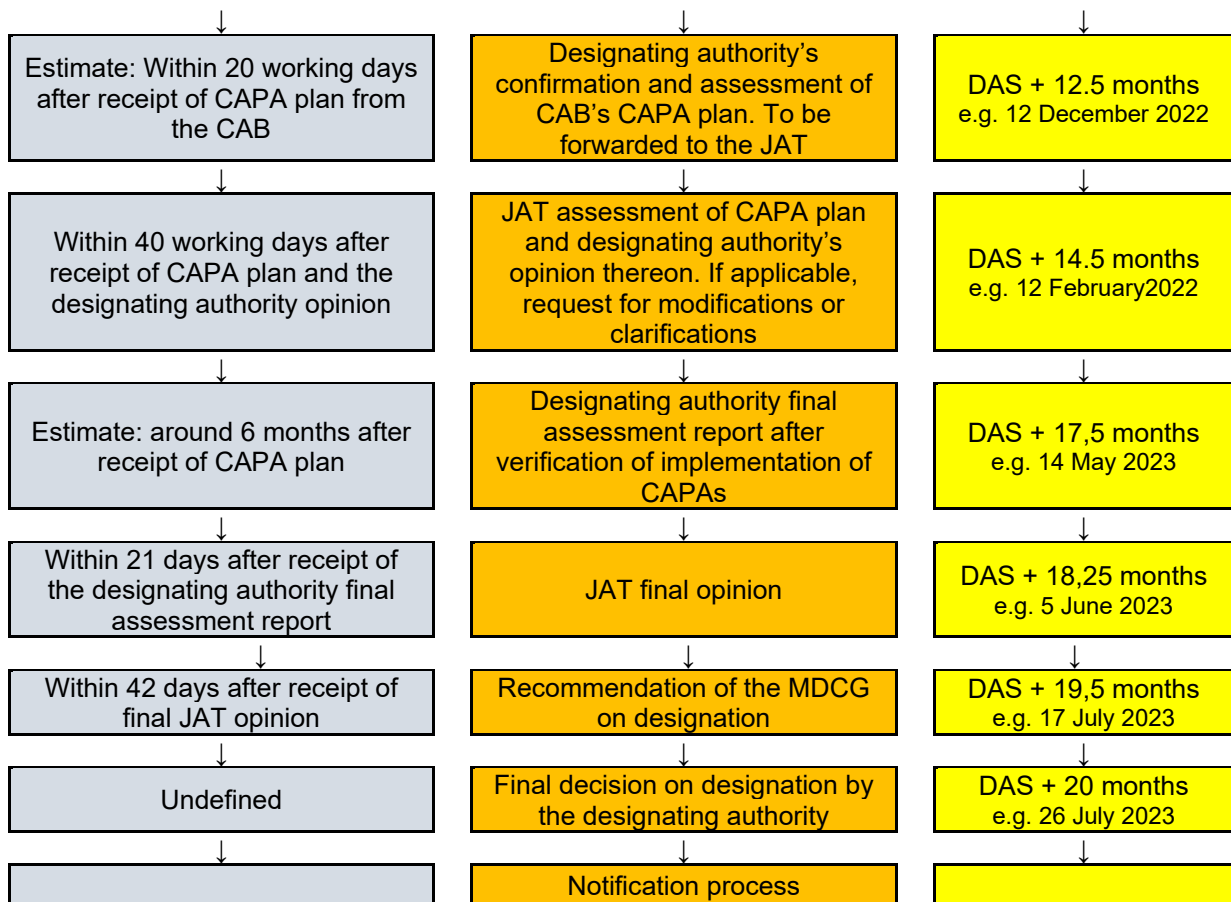 ↓ ↓ ↓
Estimate: Within 20 working days
after receipt of CAPA plan from
the CAB
Designating authority’s
confirmation and assessment of
CAB’s CAPA plan. To be
forwarded to the JAT
DAS + 12.5 months
e.g. 12 December 2022
↓ ↓ ↓
Within 40 working days after
receipt of CAPA plan and the
designating authority opinion
JAT assessment of CAPA plan
and designating authority’s
opinion thereon. If applicable,
request for modifications or
clarifications
DAS + 14.5 months
e.g. 12 February2022
↓ ↓ ↓
Estimate: around 6 months after
receipt of CAPA plan
Designating authority final
assessment report after
verification of implementation of
CAPAs
DAS + 17,5 months
e.g. 14 May 2023
↓ ↓ ↓
Within 21 days after receipt of
the designating authority final
assessment report
JAT final opinion
DAS + 18,25 months
e.g. 5 June 2023
↓ ↓ ↓
Within 42 days after receipt of
final JAT opinion
Recommendation of the MDCG
on designation
DAS + 19,5 months
e.g. 17 July 2023
↓ ↓ ↓
Undefined
Final decision on designation by
the designating authority
DAS + 20 months
e.g. 26 July 2023
↓ ↓ ↓
Notification process